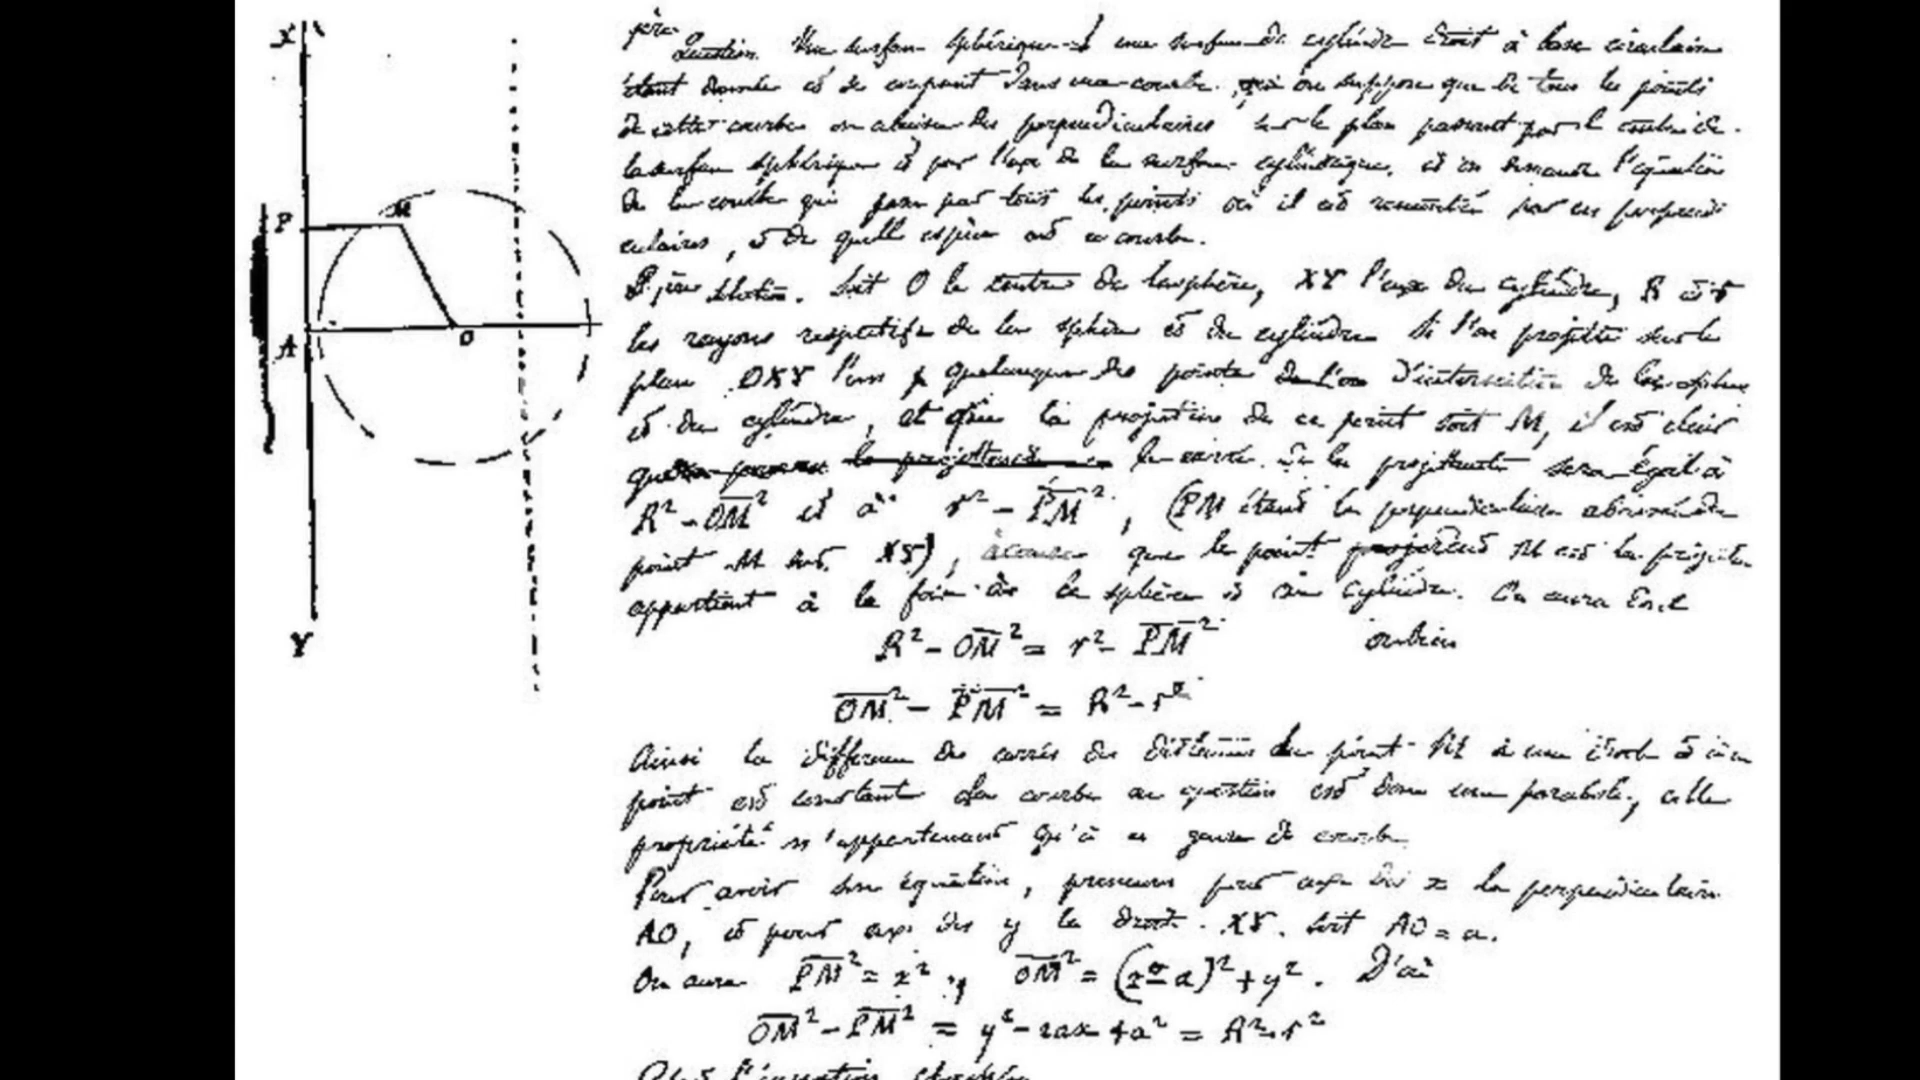 X
P
M
A
O
Y
1ère Question. Une surface sphérique et une surface de cylindre droit à base circulaire
étant donnée et se coupant dans une courbe, on suppose que de tous les points
de cette courbe on abaisse des perpendiculaires sur le plan passant par le centre de
la surface sphérique et par l'axe de la surface cylindrique, et on demande l'équation
de la courbe qui passe par tous les points où il est rencontré par ces perpendi
culaires, et de quelle espèce est ce courbe.
Solution. Soit O le centre de la sphère, XY l'axe du cylindre, R et r
les rayons respectifs de la sphère et du cylindre. Si l'on projette sur le
plan OXY l'un quelconque des points d'intersection de la sphère
et du cylindre, et que la projection de ce point soit M, il est clair
que le carré de la projettante sera égal à
R² - OM² et à r² - PM², (PM étant la perpendiculaire abaissée du
point M sur XY), à cause que le point M est la projection
appartient à la fois à la sphère et au cylindre. On aura donc
R² - OM² = r² - PM² ou bien
OM² - PM² = R² - r²
Ainsi la différence des carrés des distances du point M à une droite et à un
point est constante. La courbe en question est donc une parabole, cette
propriété n'appartenant qu'à ce genre de courbe
Pour avoir son équation, prenons pour axe des x la perpendiculaire
AO, et pour axe des y la droite XY. Soit AO = a.
On aura PM² = x², OM² = (x - a)² + y². D'où
OM² - PM² = y² - 2ax + a² = R² - r²
l'équation cherchée